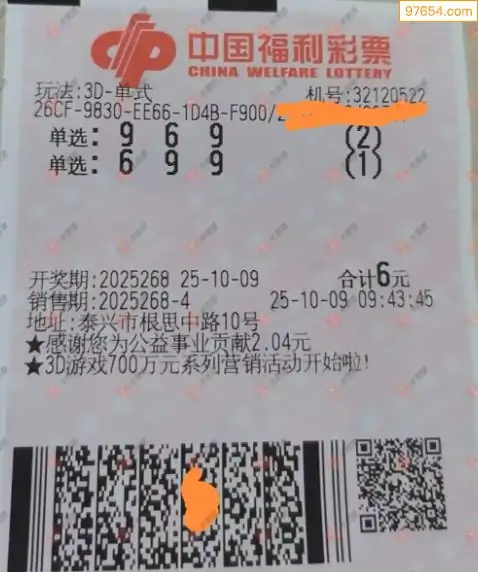 97654.com
中国福利彩票
CHINA WELFARE LOTTERY
玩法:3D-单式 机号:32120522
26CF-9830-EE66-1D4B-F900/
单选: 9 6 9 (2)
单选: 6 9 9 (1)
开奖期:2025268 25-10-09 合计6元
销售期:2025268-4 25-10-09 09:43:45
地址:泰兴市根思中路10号
★感谢您为公益事业贡献2.04元
★3D游戏700万元系列营销活动开始啦!